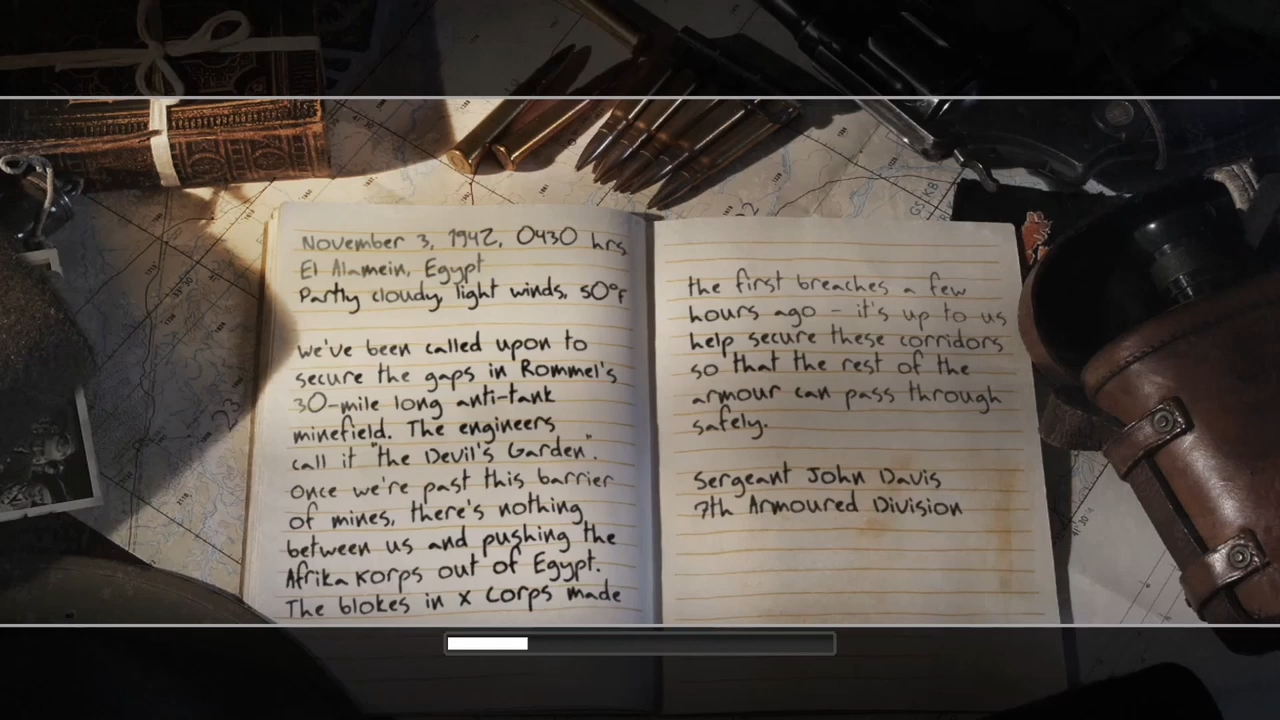 November 3, 1942, 0430 hrs
El Alamein, Egypt
Partly cloudy, light winds, 50°F
We've been called upon to
secure the gaps in Rommel's
30-mile long anti-tank
minefield. The engineers
call it "the Devil's Garden".
Once we're past this barrier
of mines, there's nothing
between us and pushing the
Afrika Korps out of Egypt.
The blokes in X Corps made
the first breaches a few
hours ago - it's up to us
help secure these corridors
so that the rest of the
armour can pass through
safely.
Sergeant John Davis
7th Armoured Division